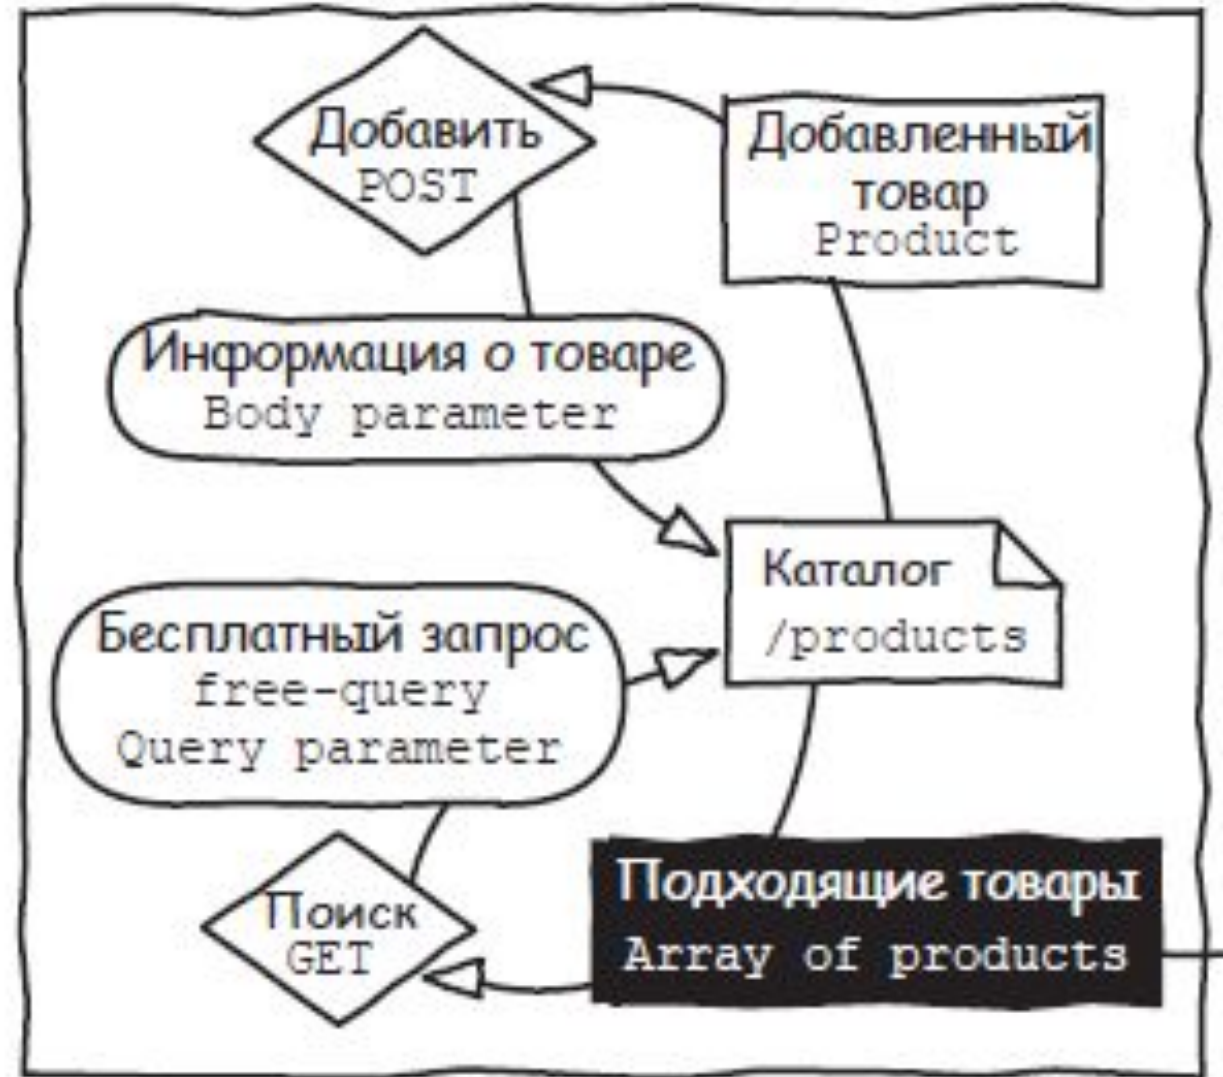 Добавить
POST
Добавленный
товар
Product
Информация о товаре
Body parameter
Каталог
/products
Бесплатный запрос
free-query
Query parameter
Поиск
GET
Подходящие товары
Array of products